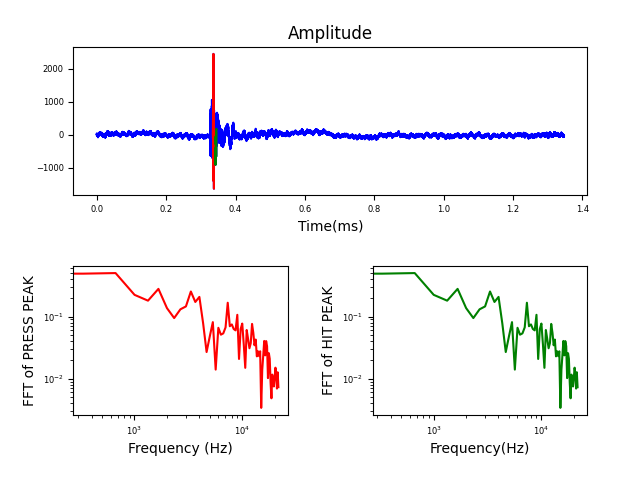 Amplitude
2000
1000
0
−1000
0.0 0.2 0.4 0.6 0.8 1.0 1.2 1.4
Time(ms)
FFT of PRESS PEAK
10⁻¹
10⁻²
10³ 10⁴
Frequency (Hz)
FFT of HIT PEAK
10⁻¹
10⁻²
10³ 10⁴
Frequency(Hz)